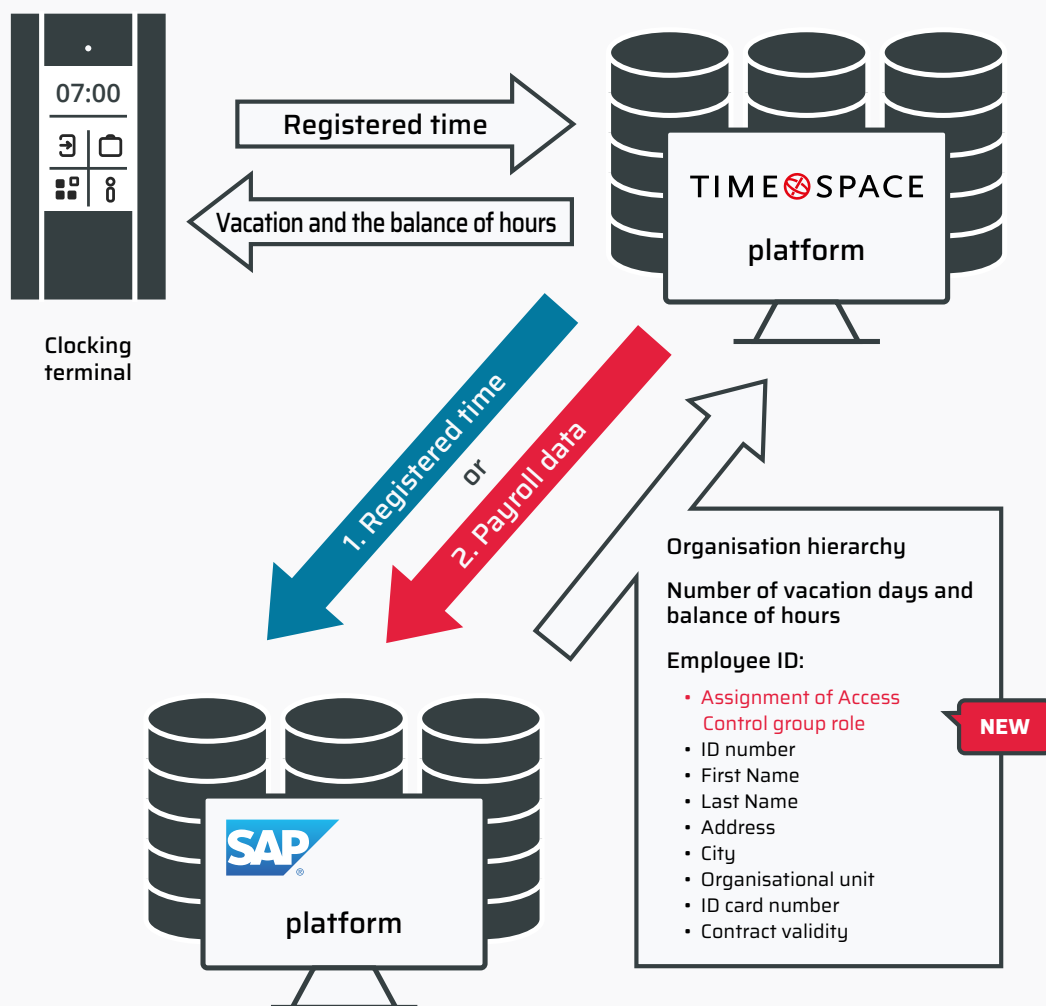 07:00
Clocking
terminal
Registered time
Vacation and the balance of hours
TIME SPACE
platform
1. Registered time
or
2. Payroll data
Organisation hierarchy
Number of vacation days and
balance of hours
Employee ID:
• Assignment of Access
Control group role
• ID number
• First Name
• Last Name
• Address
• City
• Organisational unit
• ID card number
• Contract validity
NEW
SAP®
platform